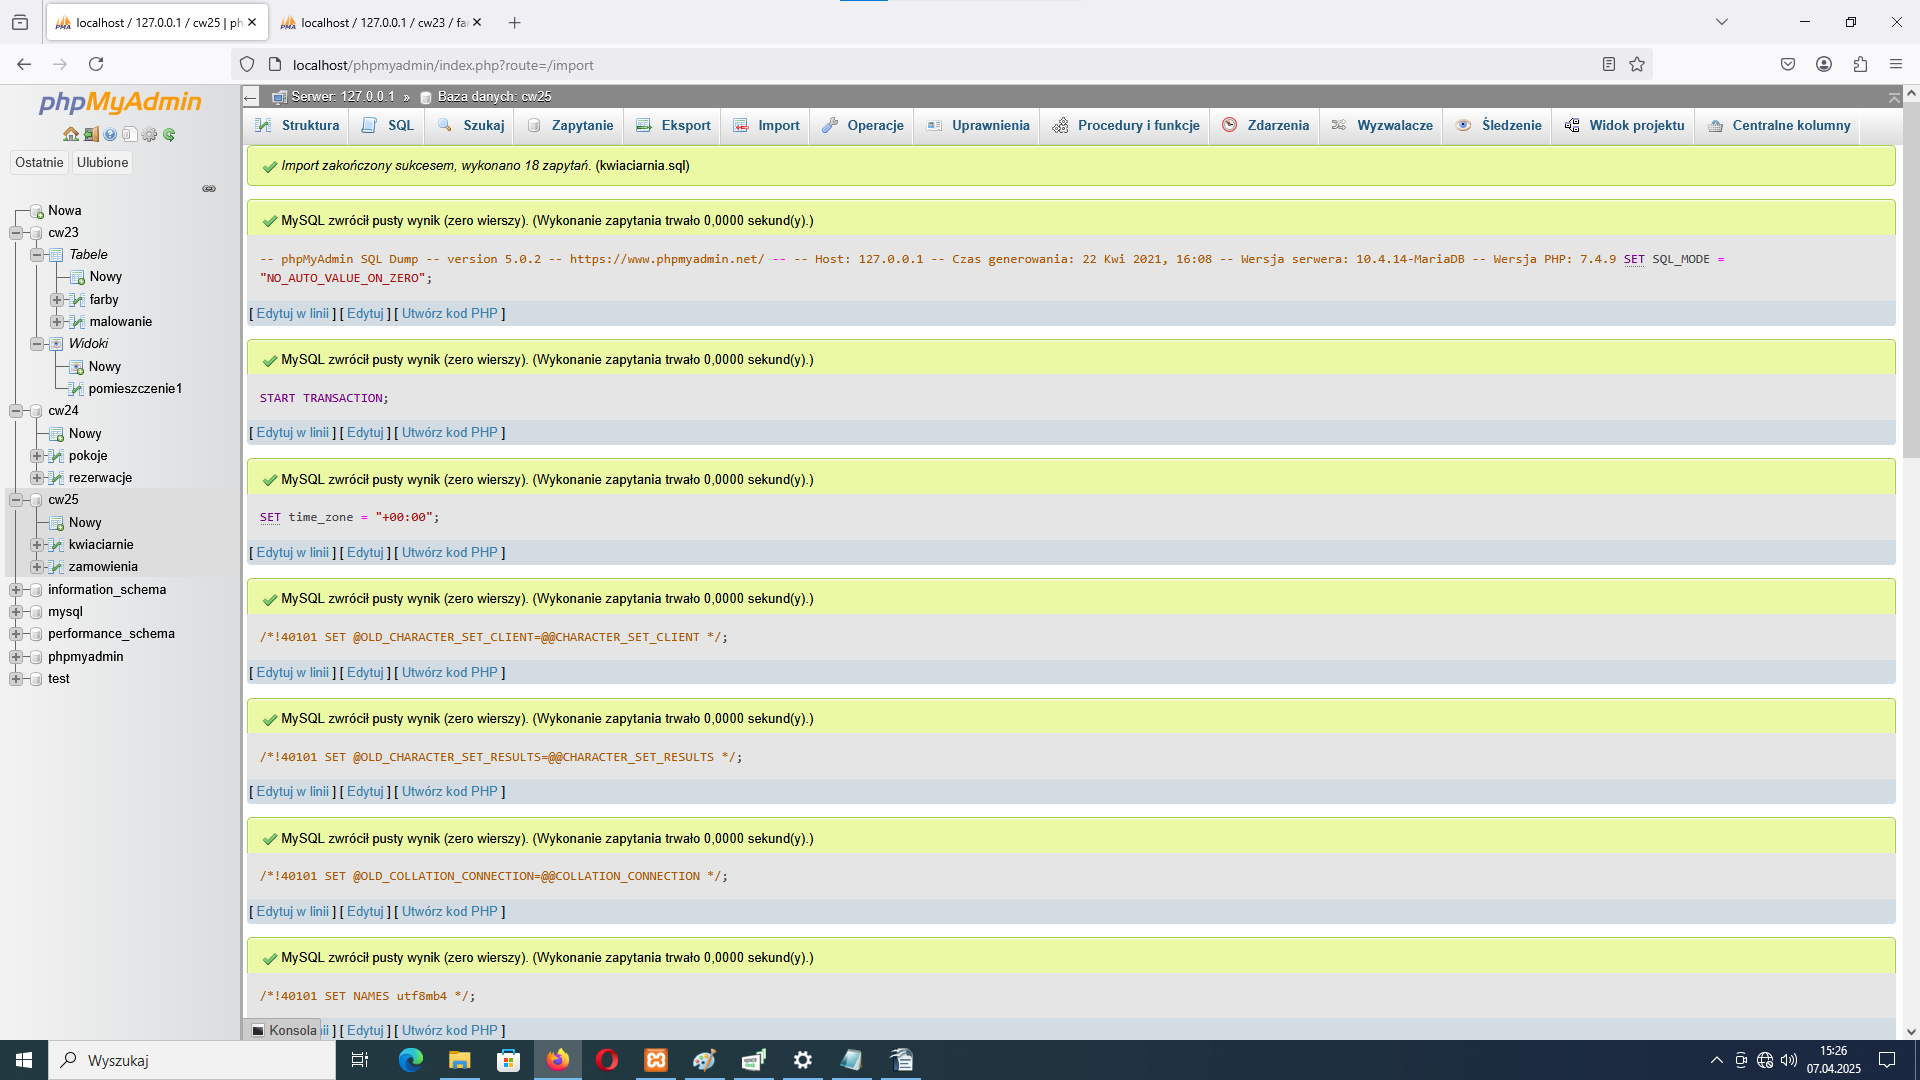 localhost / 127.0.0.1 / cw25 | ph
localhost / 127.0.0.1 / cw23 / fa
localhost/phpmyadmin/index.php?route=/import
phpMyAdmin
Ostatnie
Ulubione
Nowa
cw23
Tabele
Nowy
farby
malowanie
Widoki
Nowy
pomieszczenie1
cw24
Nowy
pokoje
rezerwacje
cw25
Nowy
kwiaciarnie
zamowienia
information_schema
mysql
performance_schema
phpmyadmin
test
Serwer: 127.0.0.1 » Baza danych: cw25
Struktura SQL Szukaj Zapytanie Eksport Import Operacje Uprawnienia Procedury i funkcje Zdarzenia Wyzwalacze Śledzenie Widok projektu Centralne kolumny
Import zakończony sukcesem, wykonano 18 zapytań. (kwiaciarnia.sql)
MySQL zwrócił pusty wynik (zero wierszy). (Wykonanie zapytania trwało 0,0000 sekund(y).)
-- phpMyAdmin SQL Dump -- version 5.0.2 -- https://www.phpmyadmin.net/ -- -- Host: 127.0.0.1 -- Czas generowania: 22 Kwi 2021, 16:08 -- Wersja serwera: 10.4.14-MariaDB -- Wersja PHP: 7.4.9 SET SQL_MODE =
"NO_AUTO_VALUE_ON_ZERO";
[ Edytuj w linii ] [ Edytuj ] [ Utwórz kod PHP ]
MySQL zwrócił pusty wynik (zero wierszy). (Wykonanie zapytania trwało 0,0000 sekund(y).)
START TRANSACTION;
[ Edytuj w linii ] [ Edytuj ] [ Utwórz kod PHP ]
MySQL zwrócił pusty wynik (zero wierszy). (Wykonanie zapytania trwało 0,0000 sekund(y).)
SET time_zone = "+00:00";
[ Edytuj w linii ] [ Edytuj ] [ Utwórz kod PHP ]
MySQL zwrócił pusty wynik (zero wierszy). (Wykonanie zapytania trwało 0,0000 sekund(y).)
/*!40101 SET @OLD_CHARACTER_SET_CLIENT=@@CHARACTER_SET_CLIENT */;
[ Edytuj w linii ] [ Edytuj ] [ Utwórz kod PHP ]
MySQL zwrócił pusty wynik (zero wierszy). (Wykonanie zapytania trwało 0,0000 sekund(y).)
/*!40101 SET @OLD_CHARACTER_SET_RESULTS=@@CHARACTER_SET_RESULTS */;
[ Edytuj w linii ] [ Edytuj ] [ Utwórz kod PHP ]
MySQL zwrócił pusty wynik (zero wierszy). (Wykonanie zapytania trwało 0,0000 sekund(y).)
/*!40101 SET @OLD_COLLATION_CONNECTION=@@COLLATION_CONNECTION */;
[ Edytuj w linii ] [ Edytuj ] [ Utwórz kod PHP ]
MySQL zwrócił pusty wynik (zero wierszy). (Wykonanie zapytania trwało 0,0000 sekund(y).)
/*!40101 SET NAMES utf8mb4 */;
Konsola ii ] [ Edytuj ] [ Utwórz kod PHP ]
Wyszukaj
15:26
07.04.2025